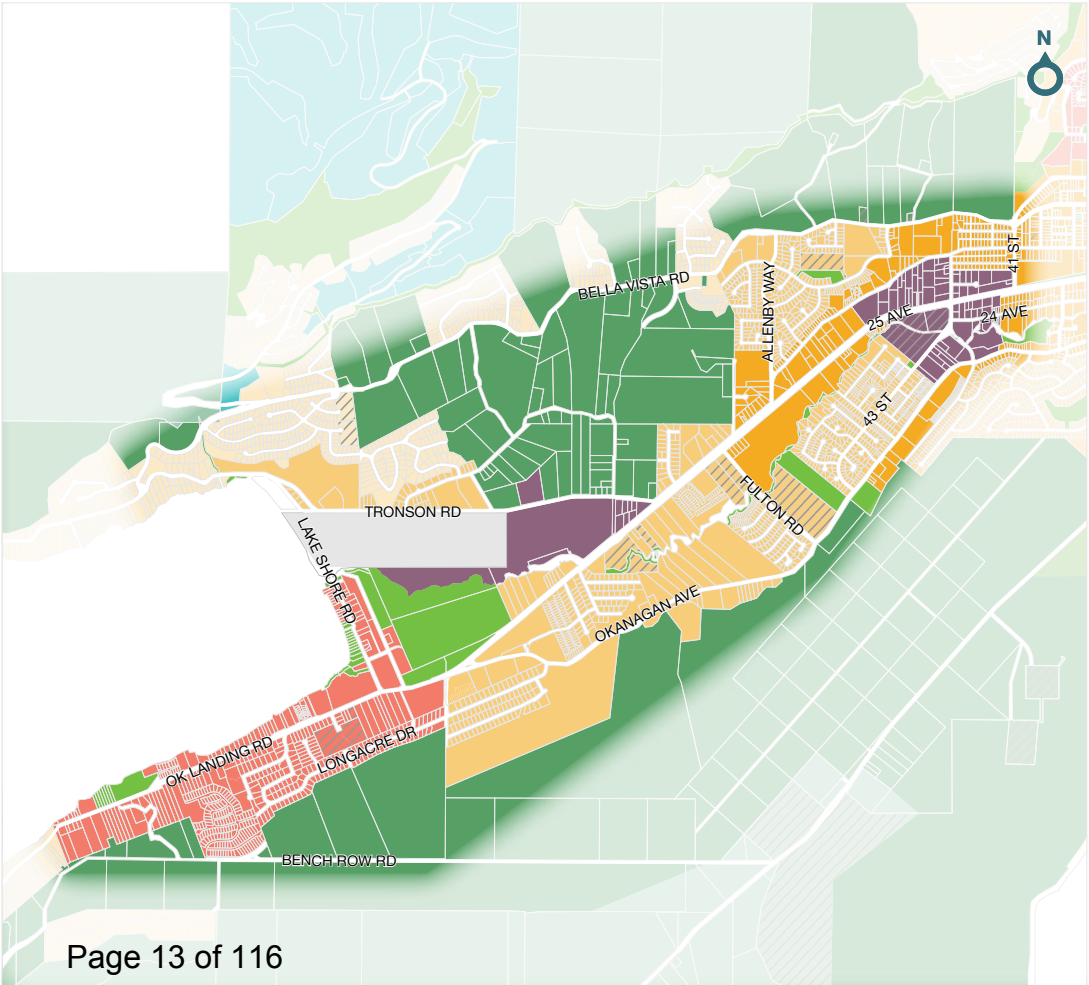 N
41 ST
BELLA VISTA RD
ALLENBY WAY
25 AVE
24 AVE
43 ST
TRONSON RD
FULTON RD
LAKE SHORE RD
OKANAGAN AVE
OK LANDING RD
LONGACRE DR
BENCH ROW RD
Page 13 of 116